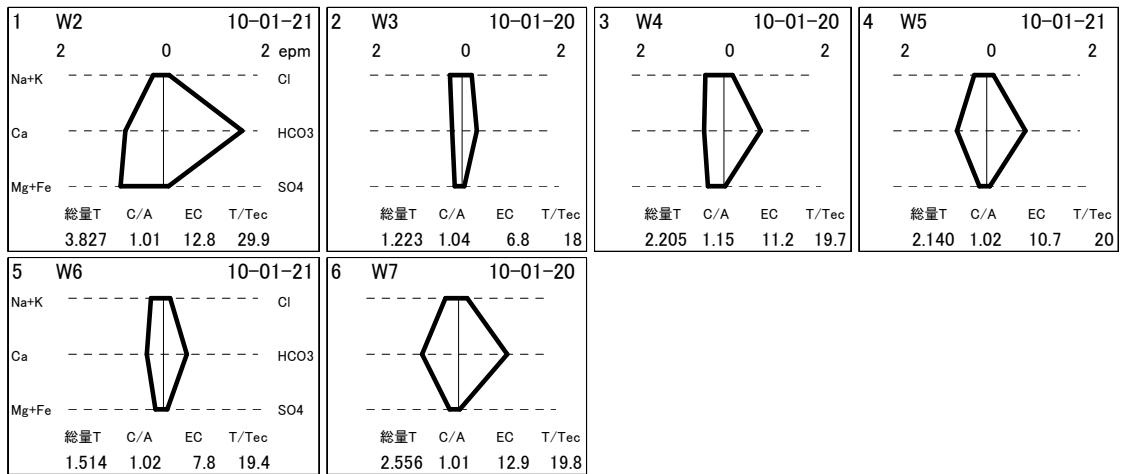 1 W2 10-01-21
2 0 2 epm
Na+K Cl
Ca HCO3
Mg+Fe SO4
総量T C/A EC T/Tec
3.827 1.01 12.8 29.9
2 W3 10-01-20
2 0 2
総量T C/A EC T/Tec
1.223 1.04 6.8 18
3 W4 10-01-20
2 0 2
総量T C/A EC T/Tec
2.205 1.15 11.2 19.7
4 W5 10-01-21
2 0 2
総量T C/A EC T/Tec
2.140 1.02 10.7 20
5 W6 10-01-21
Na+K Cl
Ca HCO3
Mg+Fe SO4
総量T C/A EC T/Tec
1.514 1.02 7.8 19.4
6 W7 10-01-20
総量T C/A EC T/Tec
2.556 1.01 12.9 19.8